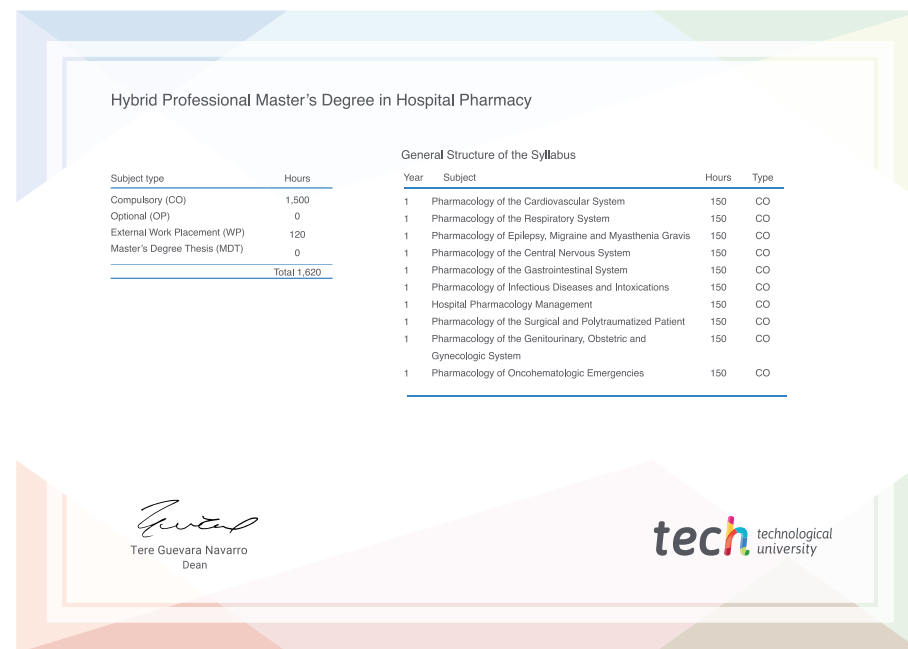 Hybrid Professional Master's Degree in Hospital Pharmacy
Subject type Hours
Compulsory (CO) 1,500
Optional (OP) 0
External Work Placement (WP) 120
Master's Degree Thesis (MDT) 0
Total 1,620
General Structure of the Syllabus
Year Subject Hours Type
1 Pharmacology of the Cardiovascular System 150 CO
1 Pharmacology of the Respiratory System 150 CO
1 Pharmacology of Epilepsy, Migraine and Myasthenia Gravis 150 CO
1 Pharmacology of the Central Nervous System 150 CO
1 Pharmacology of the Gastrointestinal System 150 CO
1 Pharmacology of Infectious Diseases and Intoxications 150 CO
1 Hospital Pharmacology Management 150 CO
1 Pharmacology of the Surgical and Polytraumatized Patient 150 CO
1 Pharmacology of the Genitourinary, Obstetric and 150 CO
Gynecologic System
1 Pharmacology of Oncohematologic Emergencies 150 CO
Tere Guevara Navarro
Dean
tech technological
university